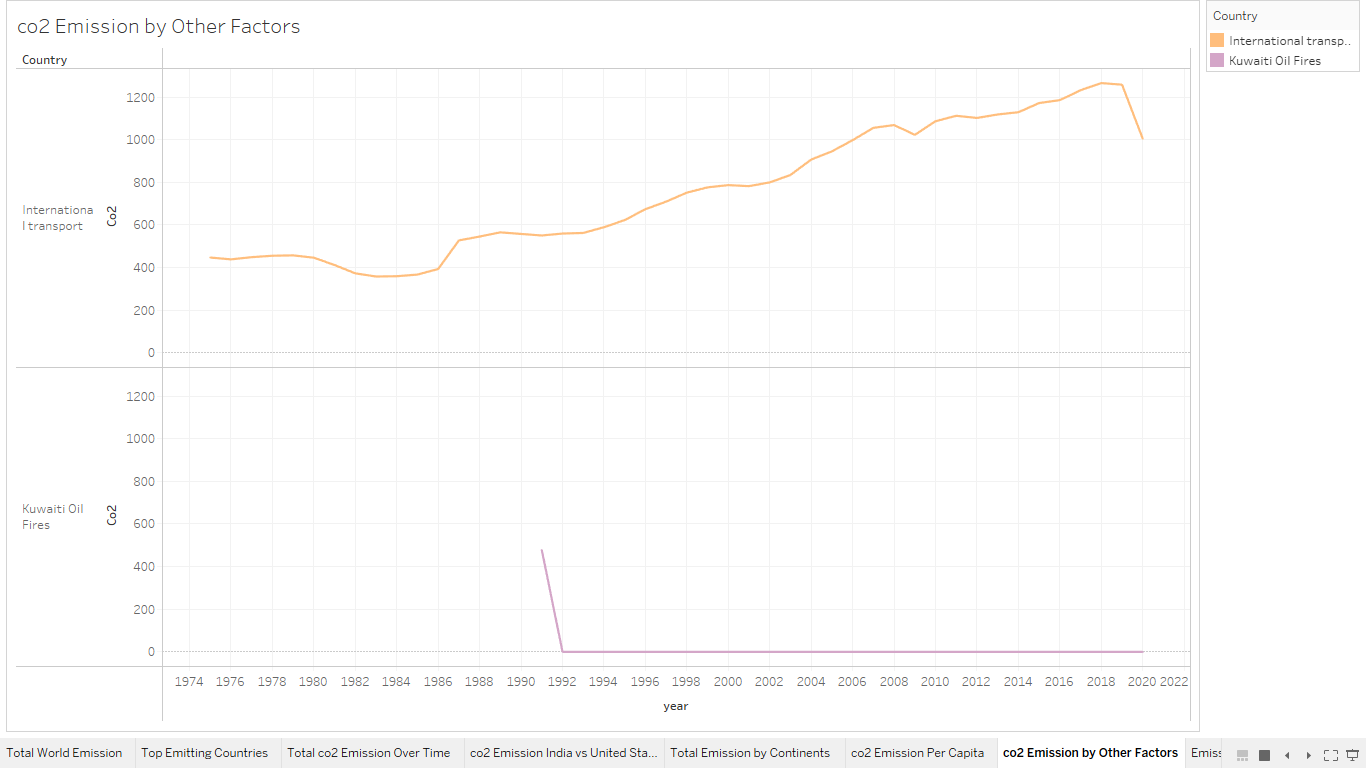 co2 Emission by Other Factors
Country
Country
International transp..
Kuwaiti Oil Fires
1200
1000
800
600
400
200
0
Internationa
l transport
Co2
1200
1000
800
600
400
200
0
Kuwaiti Oil
Fires
Co2
1974 1976 1978 1980 1982 1984 1986 1988 1990 1992 1994 1996 1998 2000 2002 2004 2006 2008 2010 2012 2014 2016 2018 2020 2022
year
Total World Emission Top Emitting Countries Total co2 Emission Over Time co2 Emission India vs United Sta... Total Emission by Continents co2 Emission Per Capita co2 Emission by Other Factors Emiss